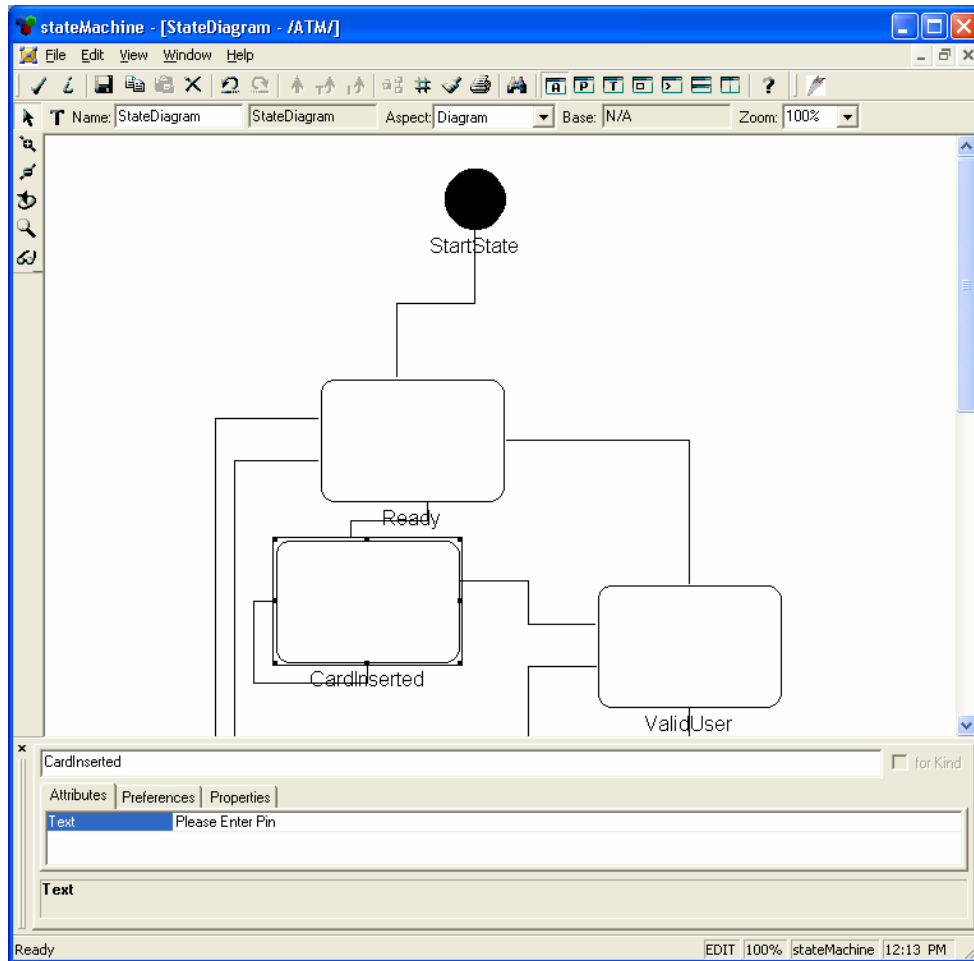 stateMachine - [StateDiagram - /ATM/]
File Edit View Window Help
Name: StateDiagram StateDiagram Aspect: Diagram Base: N/A Zoom: 100%
StartState
Ready
CardInserted
ValidUser
CardInserted for Kind
Attributes Preferences Properties
Text Please Enter Pin
Text
Ready EDIT 100% stateMachine 12:13 PM